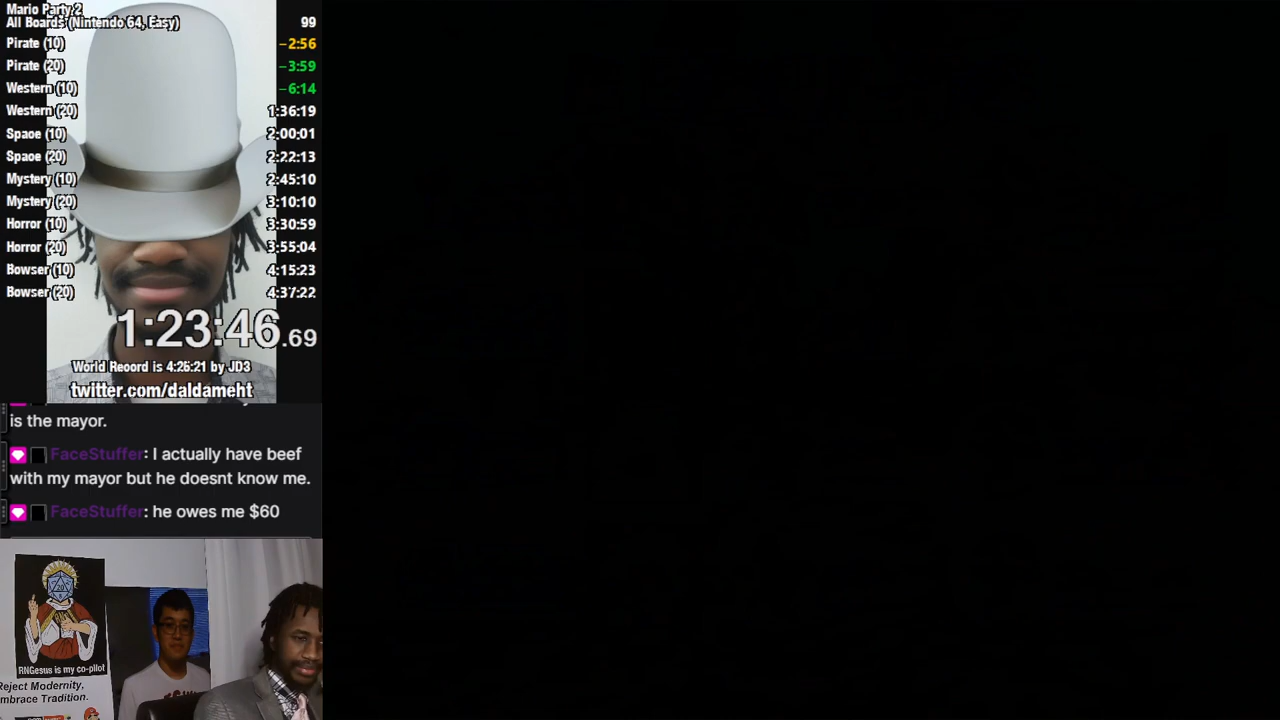 Mario Party 2
All Boards (Nintendo 64, Easy) 99
Pirate (10) -2:56
Pirate (20) -3:59
Western (10) -6:14
Western (20) 1:36:19
Space (10) 2:00:01
Space (20) 2:22:13
Mystery (10) 2:45:10
Mystery (20) 3:10:10
Horror (10) 3:30:59
Horror (20) 3:55:04
Bowser (10) 4:15:23
Bowser (20) 4:37:22
1:23:46.69
World Record is 4:26:21 by JD3
twitter.com/daldameht
is the mayor.
FaceStuffer: I actually have beef
with my mayor but he doesnt know me.
FaceStuffer: he owes me $60
RNGesus is my co-pilot
Reject Modernity,
mbrace Tradition.